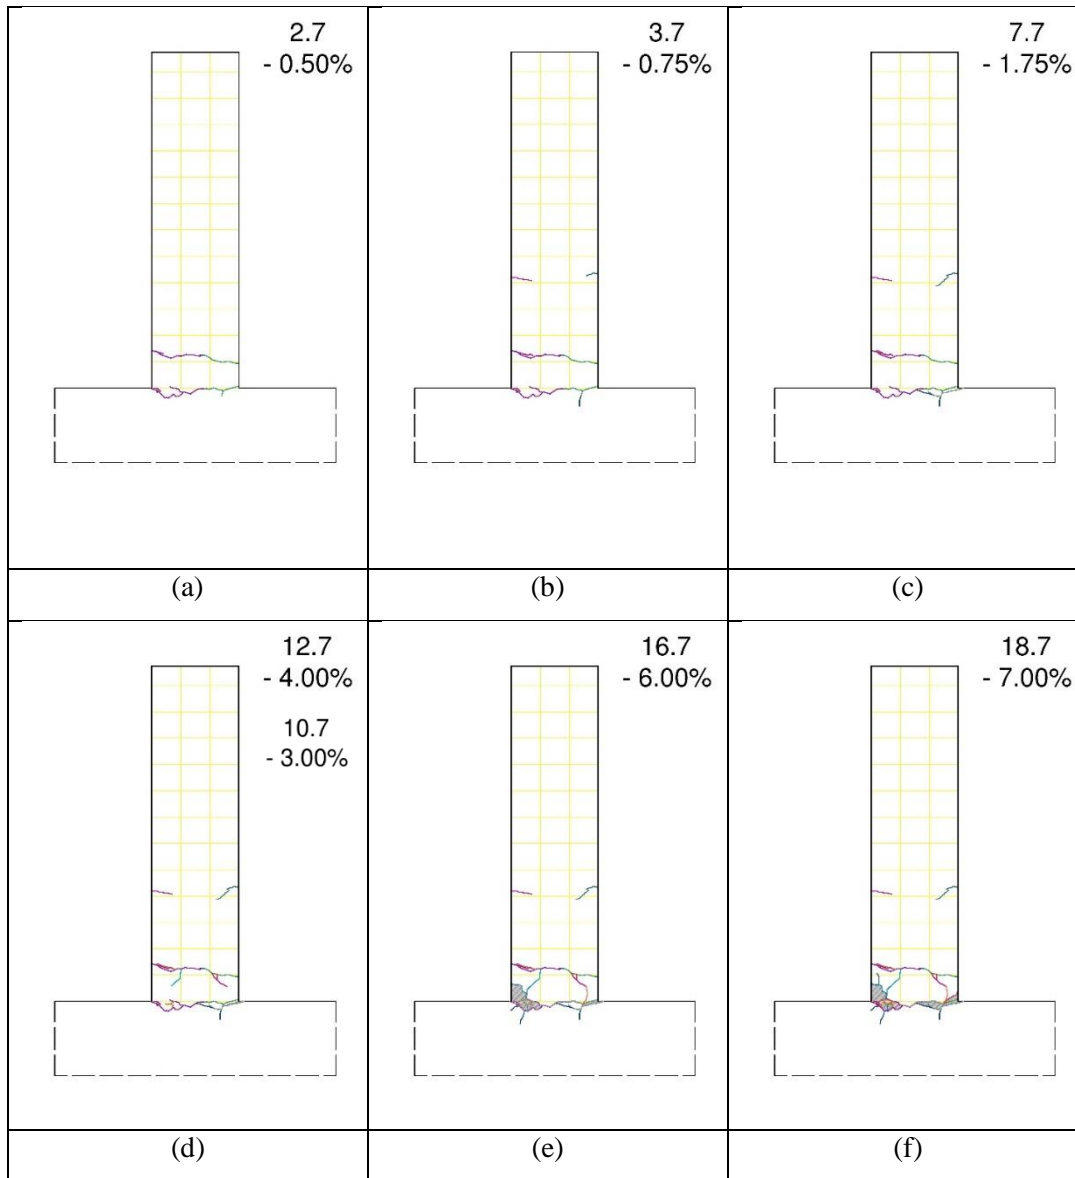 2.7
- 0.50%
3.7
- 0.75%
7.7
- 1.75%
(a)
(b)
(c)
12.7
- 4.00%
10.7
- 3.00%
16.7
- 6.00%
18.7
- 7.00%
(d)
(e)
(f)